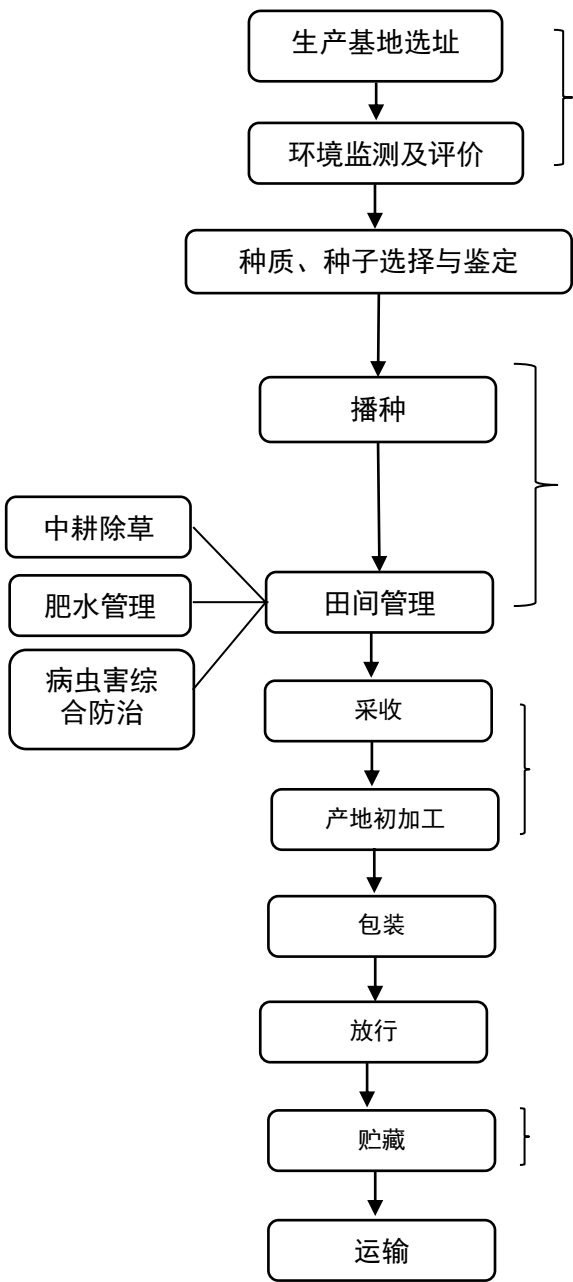 生产基地选址
环境监测及评价
种质、种子选择与鉴定
播种
中耕除草
肥水管理
病虫害综
合防治
田间管理
采收
产地初加工
包装
放行
贮藏
运输